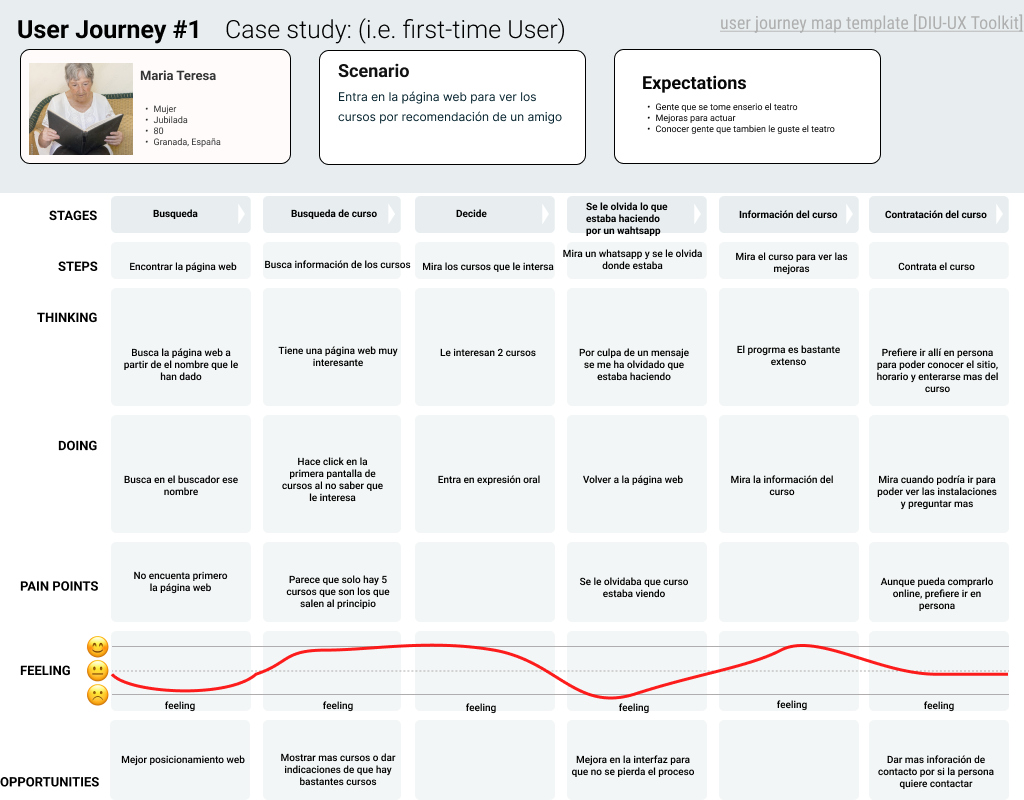 User Journey #1 Case study: (i.e. first-time User)
user journey map template [DIU-UX Toolkit]
Maria Teresa
• Mujer
• Jubilada
• 80
• Granada, España
Scenario
Entra en la página web para ver los
cursos por recomendación de un amigo
Expectations
• Gente que se tome enserio el teatro
• Mejoras para actuar
• Conocer gente que tambien le guste el teatro
STAGES
Busqueda
Busqueda de curso
Decide
Se le olvida lo que
estaba haciendo
por un wahtsapp
Información del curso
Contratación del curso
STEPS
Encontrar la página web
Busca información de los cursos
Mira los cursos que le intersa
Mira un whatsapp y se le olvida
donde estaba
Mira el curso para ver las
mejoras
Contrata el curso
THINKING
Busca la página web a
partir de el nombre que le
han dado
Tiene una página web muy
interesante
Le interesan 2 cursos
Por culpa de un mensaje
se me ha olvidado que
estaba haciendo
El progrma es bastante
extenso
Prefiere ir allí en persona
para poder conocer el sitio,
horario y enterarse mas del
curso
DOING
Busca en el buscador ese
nombre
Hace click en la
primera pantalla de
cursos al no saber que
le interesa
Entra en expresión oral
Volver a la página web
Mira la información del
curso
Mira cuando podría ir para
poder ver las instalaciones
y preguntar mas
PAIN POINTS
No encuenta primero
la página web
Parece que solo hay 5
cursos que son los que
salen al principio
Se le olvidaba que curso
estaba viendo
Aunque pueda comprarlo
online, prefiere ir en
persona
FEELING
feeling
feeling
feeling
feeling
feeling
feeling
OPPORTUNITIES
Mejor posicionamiento web
Mostrar mas cursos o dar
indicaciones de que hay
bastantes cursos
Mejora en la interfaz para
que no se pierda el proceso
Dar mas inforación de
contacto por si la persona
quiere contactar